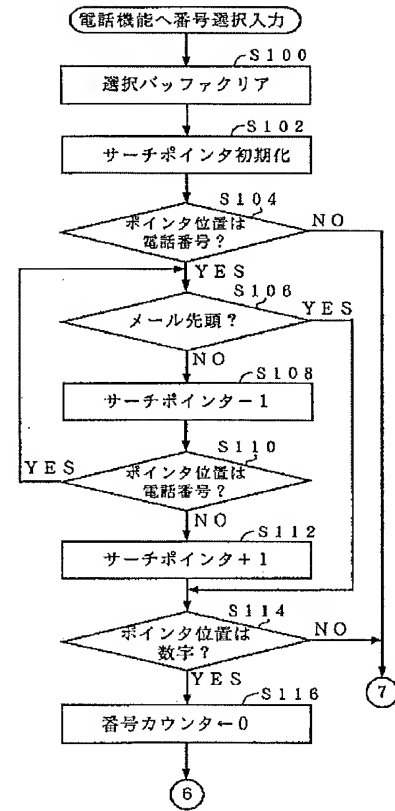 電話機能へ番号選択入力
S100
選択バッファクリア
S102
サーチポインタ初期化
S104
ポインタ位置は
電話番号?
NO
YES
S106
メール先頭?
YES
NO
S108
サーチポインター1
S110
YES
ポインタ位置は
電話番号?
NO
S112
サーチポインタ+1
S114
ポインタ位置は
数字?
NO
YES
S116
7
番号カウンタ←0
6